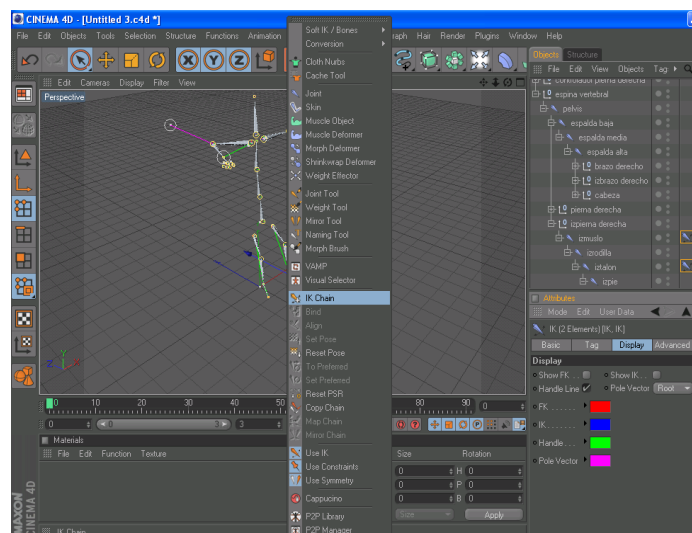 CINEMA 4D - [Untitled 3.c4d *]
File Edit Objects Tools Selection Structure Functions Animation
raph Hair Render Plugins Window Help
Edit Cameras Display Filter View
Perspective
Y
Z X
0 10 20 30 40 50
80 90 0
0 0 3 3
Materials
File Edit Function Texture
MAXON
CINEMA 4D
IK Chain
Soft IK / Bones
Conversion
Cloth Nurbs
Cache Tool
Joint
Skin
Muscle Object
Muscle Deformer
Morph Deformer
Shrinkwrap Deformer
Weight Effector
Joint Tool
Weight Tool
Mirror Tool
Naming Tool
Morph Brush
VAMP
Visual Selector
IK Chain
Bind
Align
Set Pose
Reset Pose
To Preferred
Set Preferred
Reset PSR
Copy Chain
Map Chain
Mirror Chain
Use IK
Use Constraints
Use Symmetry
Cappucino
P2P Library
P2P Manager
Size Rotation
0 H 0
0 P 0
0 B 0
Size Apply
Objects Structure
File Edit View Objects Tag
espina vertebral
pelvis
espalda baja
espalda media
espalda alta
brazo derecho
izbrazo derecho
cabeza
pierna derecha
izpierna derecha
izmuslo
izrodilla
iztalon
izpie
Attributes
Mode Edit User Data
IK (2 Elements) [IK, IK]
Basic Tag Display Advanced
Display
Show FK . . Show IK . .
Handle Line Pole Vector Root
FK . . . . . .
IK . . . . . .
Handle . . .
Pole Vector